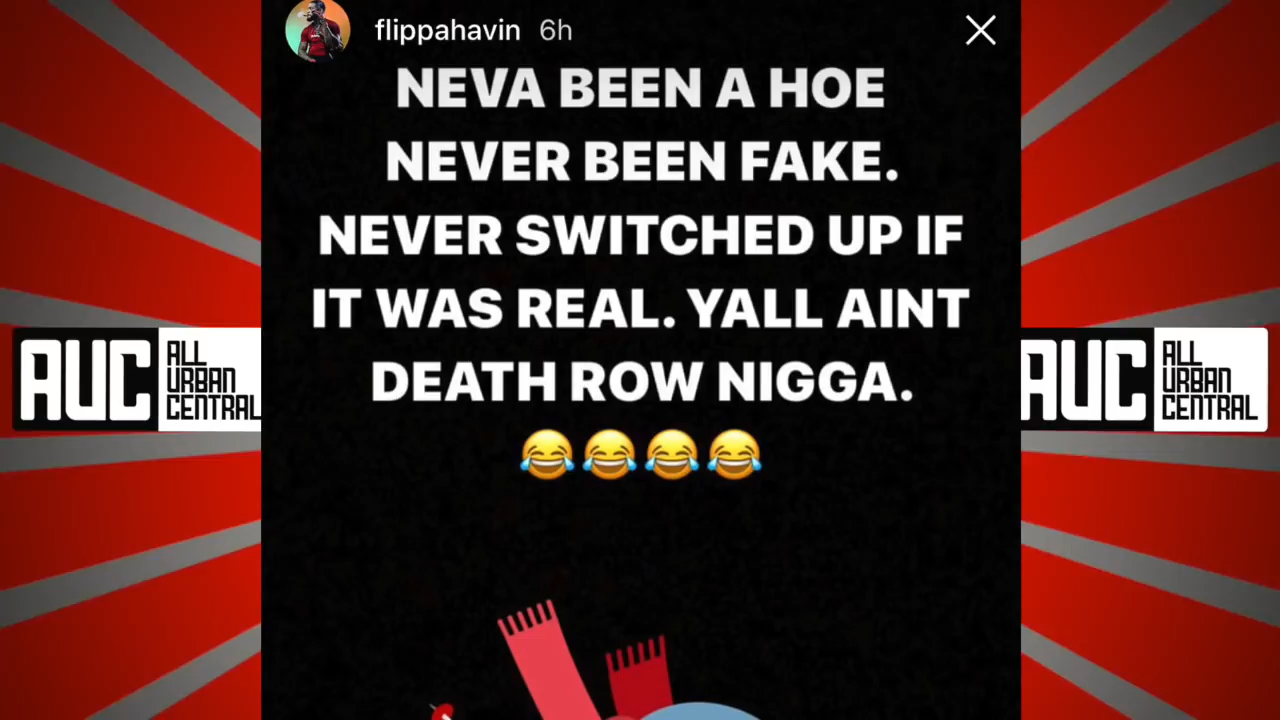 flippahavin 6h
NEVA BEEN A HOE
NEVER BEEN FAKE.
NEVER SWITCHED UP IF
IT WAS REAL. YALL AINT
DEATH ROW NIGGA.
😂😂😂😂
AUC ALL
URBAN
CENTRAL
AUC ALL
URBAN
CENTRAL